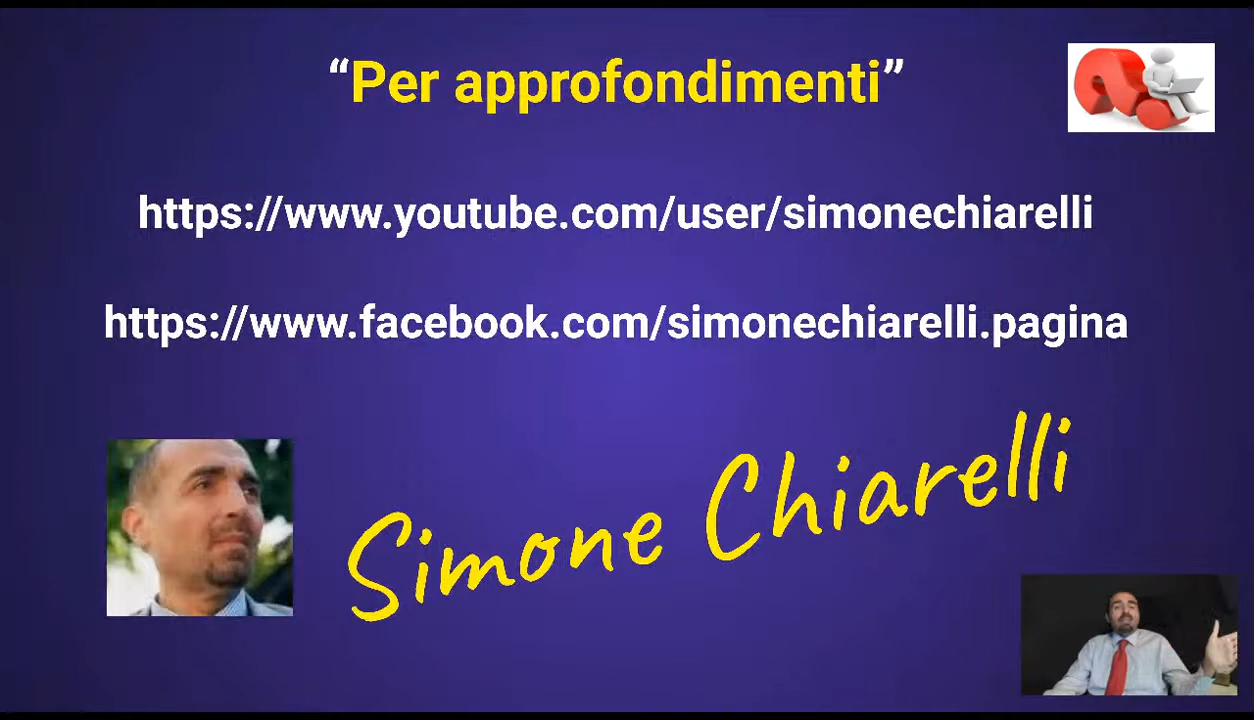 “Per approfondimenti”
https://www.youtube.com/user/simonechiarelli
https://www.facebook.com/simonechiarelli.pagina
Simone Chiarelli